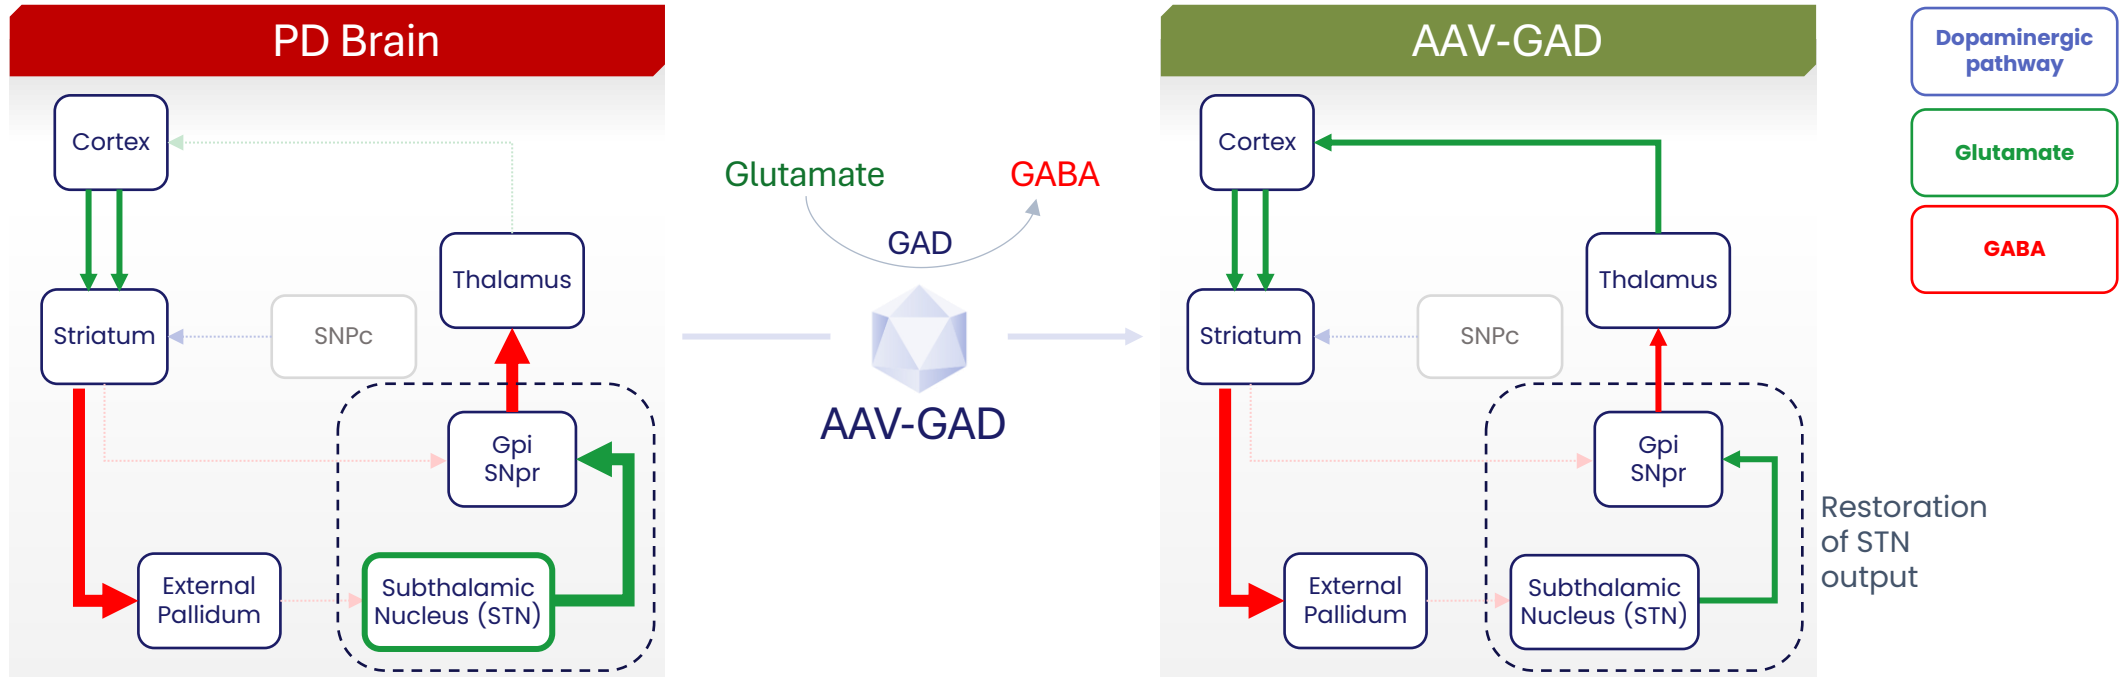 PD Brain
Cortex
Striatum
SNPc
Thalamus
Gpi
SNpr
External
Pallidum
Subthalamic
Nucleus (STN)
Glutamate
GABA
GAD
AAV-GAD
AAV-GAD
Cortex
Striatum
SNPc
Thalamus
Gpi
SNpr
External
Pallidum
Subthalamic
Nucleus (STN)
Restoration
of STN
output
Dopaminergic
pathway
Glutamate
GABA